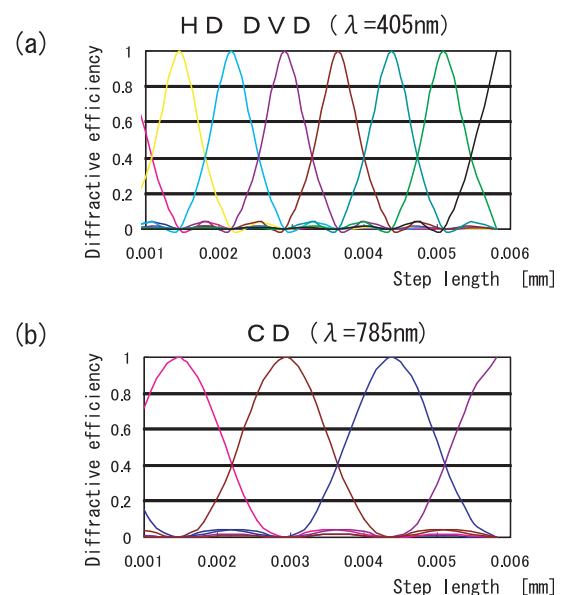 (a)
HD DVD (λ=405nm)
Diffractive efficiency
1
0.8
0.6
0.4
0.2
0
0.001 0.002 0.003 0.004 0.005 0.006
Step length [mm]
(b)
CD (λ=785nm)
Diffractive efficiency
1
0.8
0.6
0.4
0.2
0
0.001 0.002 0.003 0.004 0.005 0.006
Step length [mm]